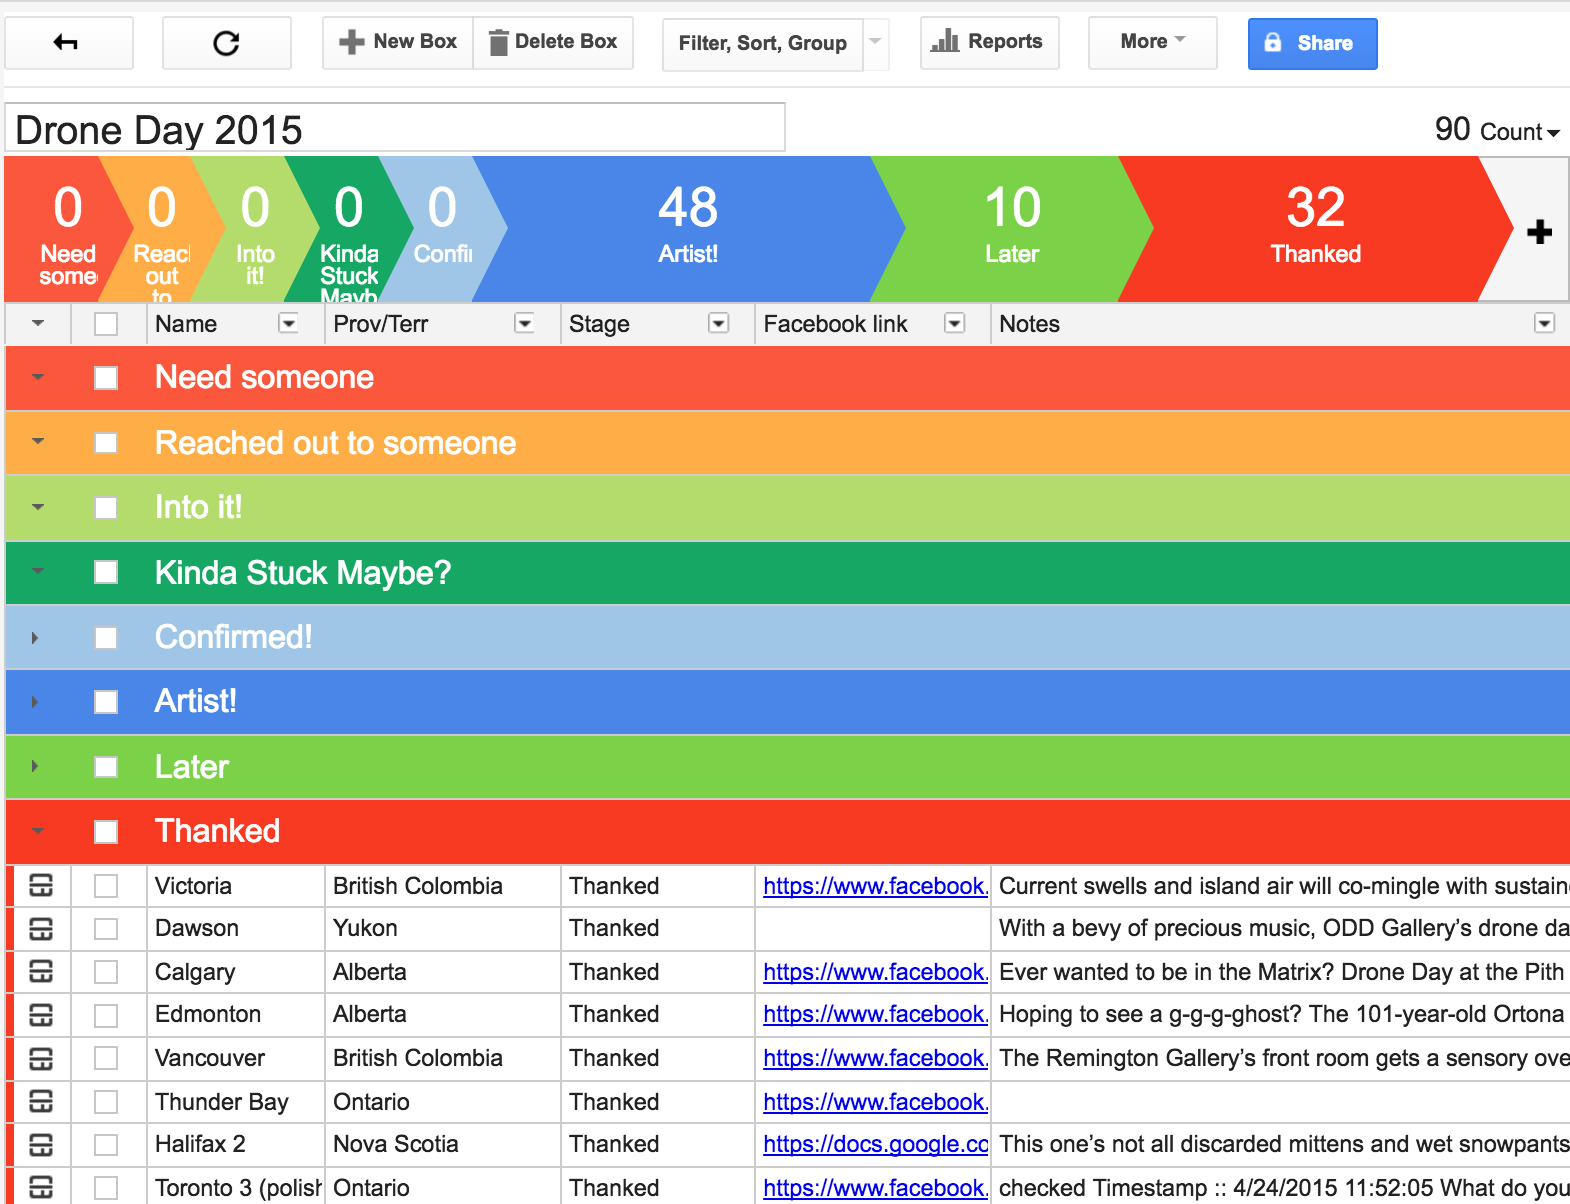 New Box Delete Box Filter, Sort, Group Reports More Share
Drone Day 2015
90 Count
0 0 0 0 0 48 10 32
Need some
Reach out to
Into it!
Kinda Stuck Mayb
Confi
Artist!
Later
Thanked
Name Prov/Terr Stage Facebook link Notes
Need someone
Reached out to someone
Into it!
Kinda Stuck Maybe?
Confirmed!
Artist!
Later
Thanked
Victoria British Colombia Thanked https://www.facebook. Current swells and island air will co-mingle with sustain
Dawson Yukon Thanked With a bevy of precious music, ODD Gallery’s drone da
Calgary Alberta Thanked https://www.facebook. Ever wanted to be in the Matrix? Drone Day at the Pith
Edmonton Alberta Thanked https://www.facebook. Hoping to see a g-g-g-ghost? The 101-year-old Ortona
Vancouver British Colombia Thanked https://www.facebook. The Remington Gallery’s front room gets a sensory ove
Thunder Bay Ontario Thanked https://www.facebook.
Halifax 2 Nova Scotia Thanked https://docs.google.co This one’s not all discarded mittens and wet snowpants
Toronto 3 (polish Ontario Thanked https://www.facebook. checked Timestamp :: 4/24/2015 11:52:05 What do you